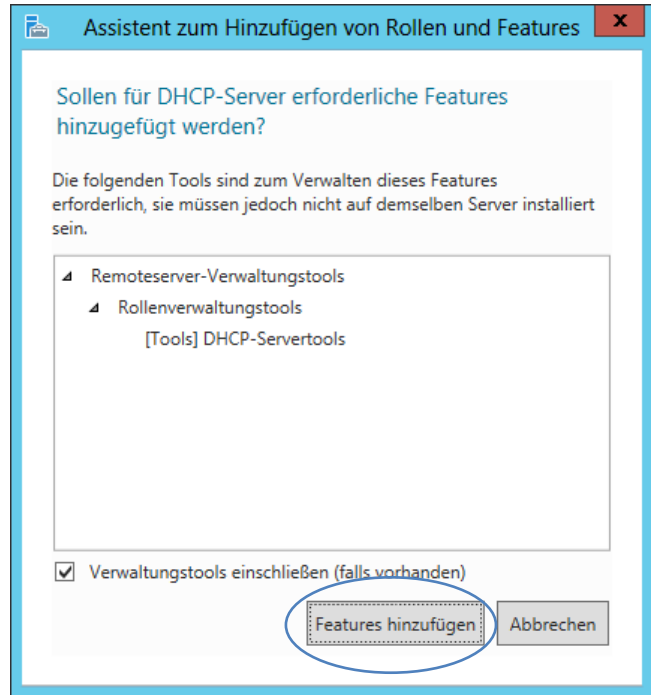 Assistent zum Hinzufügen von Rollen und Features
x
Sollen für DHCP-Server erforderliche Features
hinzugefügt werden?
Die folgenden Tools sind zum Verwalten dieses Features
erforderlich, sie müssen jedoch nicht auf demselben Server installiert
sein.
Remoteserver-Verwaltungstools
Rollenverwaltungstools
[Tools] DHCP-Servertools
Verwaltungstools einschließen (falls vorhanden)
Features hinzufügen
Abbrechen